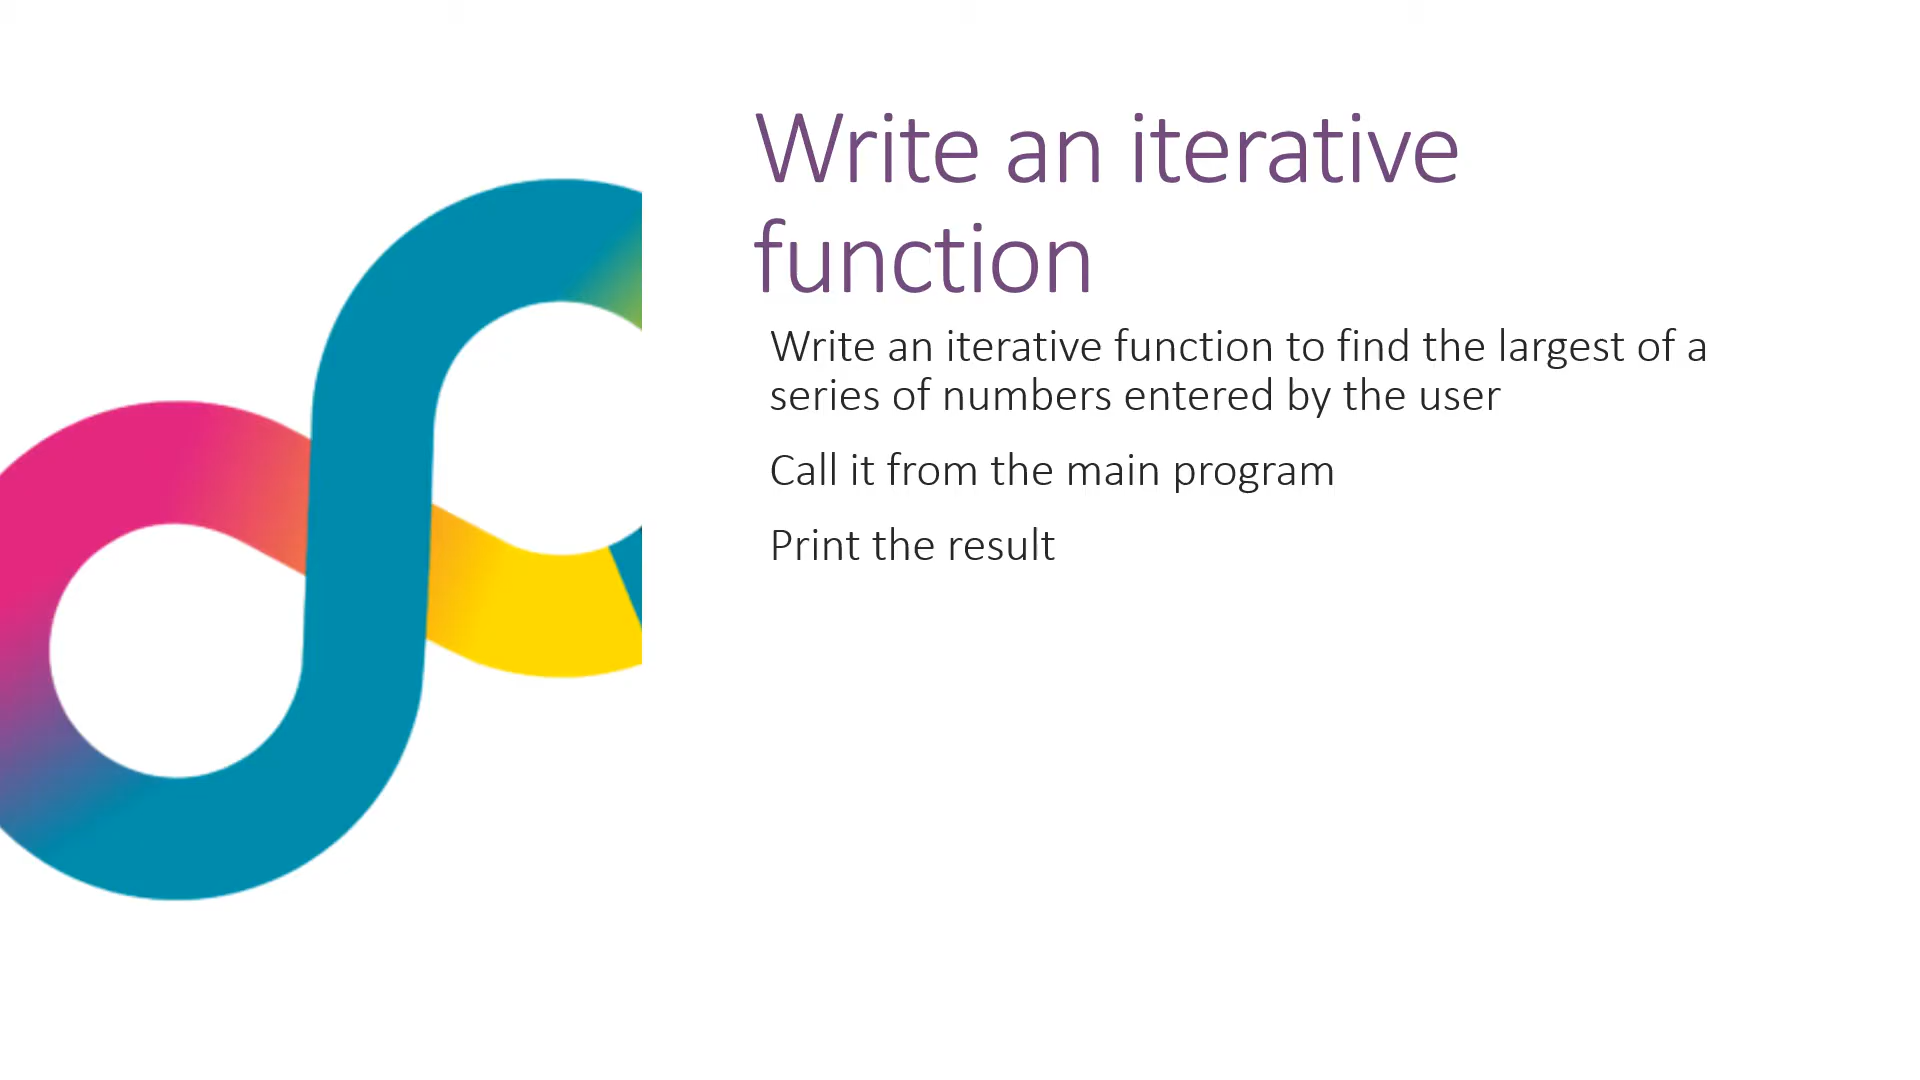 Write an iterative
function
Write an iterative function to find the largest of a
series of numbers entered by the user
Call it from the main program
Print the result